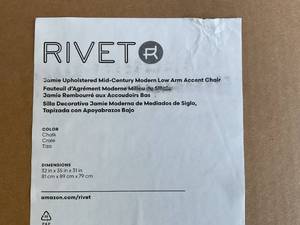 RIVET R
Jamie Upholstered Mid-Century Modern Low Arm Accent Chair
Fauteuil d'Agrément Moderne Milieu de Siècle
Jamie Rembourré aux Accoudoirs Bas
Silla Decorativa Jamie Moderna de Mediados de Siglo,
Tapizada con Apoyabrazos Bajo
COLOR
Chalk
Craie
Tiza
DIMENSIONS
32 in x 35 in x 31 in
81 cm x 89 cm x 79 cm
amazon.com/rivet
PAP